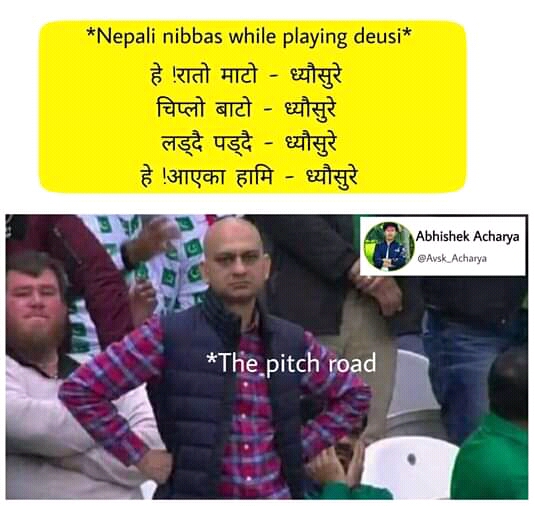 *Nepali nibbas while playing deusi*
हे !रातो माटो - ध्यौसुरे
चिप्लो बाटो - ध्यौसुरे
लड्दै पड्दै - ध्यौसुरे
हे !आएका हामि - ध्यौसुरे
Abhishek Acharya
@Avsk_Acharya
*The pitch road